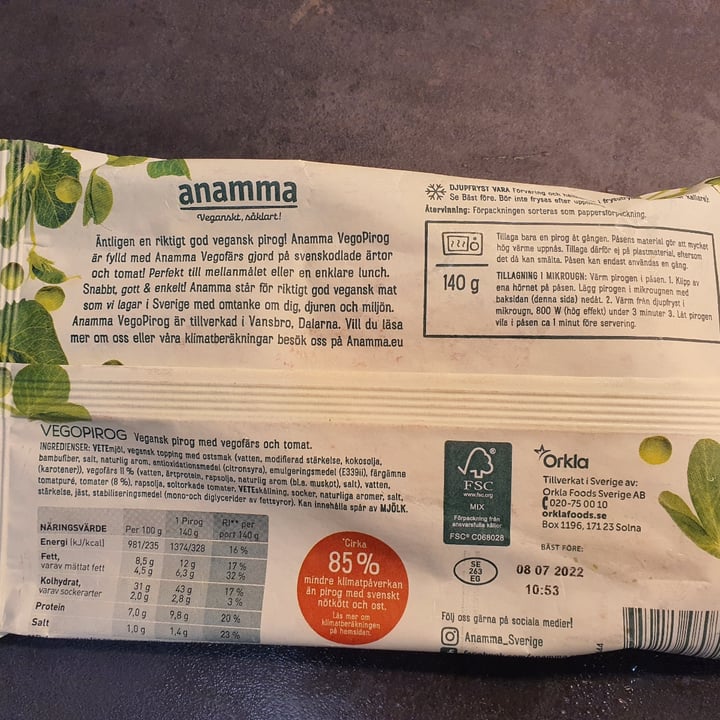 anamma
Veganskt, såklart!
Äntligen en riktigt god vegansk pirog! Anamma VegoPirog
är fylld med Anamma Vegofärs gjord på svenskodlade ärtor
och tomat! Perfekt till mellanmålet eller en enklare lunch.
Snabbt, gott & enkelt! Anamma står för riktigt god vegansk mat
som vi lagar i Sverige med omtanke om dig, djuren och miljön.
Anamma VegoPirog är tillverkad i Vansbro, Dalarna. Vill du läsa
mer om oss eller våra klimatberäkningar besök oss på Anamma.eu
DJUPFRYST VARA Förvaring och
Se Bäst före. Bör inte fryses efter
Återvinning: Förpackningen sorteras som pappersförpackning.
140 g
Tillaga bara en pirog åt gången. Påsens material gör att mycket
hög värme uppnås. Tillaga därför ej på plastmaterial, eftersom
det då kan smälta. Påsen kan endast användas en gång.
TILLAGNING I MIKROUGN: Värm pirogen i påsen. 1. Klipp av
ena hörnet på påsen. Lägg pirogen i mikrougnen med
baksidan (denna sida) nedåt. 2. Värm från djupfryst i
mikrougn, 800 W (hög effekt) under 3 minuter 3. Låt pirogen
vila i påsen ca 1 minut före servering.
VEGOPIROG Vegansk pirog med vegofärs och tomat.
INGREDIENSER: VETEmjöl, vegansk topping med ostsmak (vatten, modifierad stärkelse, kokosolja,
bambufiber, salt, naturlig arom, antioxidationsmedel (citronsyra), emulgeringsmedel (E339ii), färgämne
(karotener)), vegofärs 11 % (vatten, ärtprotein, rapsolja, naturlig arom (bl.a. muskot), salt), vatten,
tomatpuré, tomater (8 %), rapsolja, soltorkade tomater, VETEskällning, socker, naturliga aromer, salt,
stärkelse, jäst, stabiliseringsmedel (mono-och diglycerider av fettsyror). Kan innehålla spår av MJÖLK.
NÄRINGSVÄRDE Per 100 g 1 Pirog 140 g RI** per port 140 g
Energi (kJ/kcal) 981/235 1374/328 16 %
Fett, 8,5 g 12 g 17 %
varav mättat fett 4,5 g 6,3 g 32 %
Kolhydrat, 31 g 43 g 17 %
varav sockerarter 2,0 g 2,8 g 3 %
Protein 7,0 g 9,8 g 20 %
Salt 1,0 g 1,4 g 23 %
*Cirka
85%
mindre klimatpåverkan
än pirog med svenskt
nötkött och ost.
Läs mer om
klimatberäkningen
på hemsidan.
FSC
www.fsc.org
MIX
Förpackning från
ansvarsfulla källor
FSC® C068028
Orkla
Tillverkat i Sverige av:
Orkla Foods Sverige AB
020-75 00 10
orklafoods.se
Box 1196, 171 23 Solna
BÄST FÖRE:
SE
263
EG
08 07 2022
10:53
Följ oss gärna på sociala medier!
Anamma_Sverige